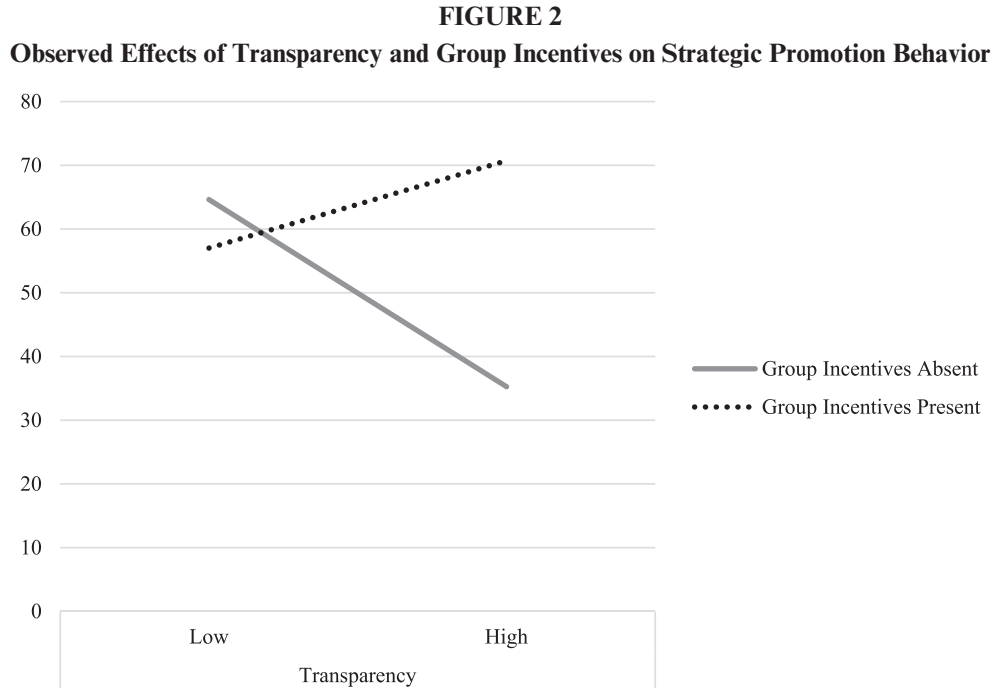 FIGURE 2
Observed Effects of Transparency and Group Incentives on Strategic Promotion Behavior
80
70
60
50
40
30
20
10
0
Low High
Transparency
Group Incentives Absent
Group Incentives Present